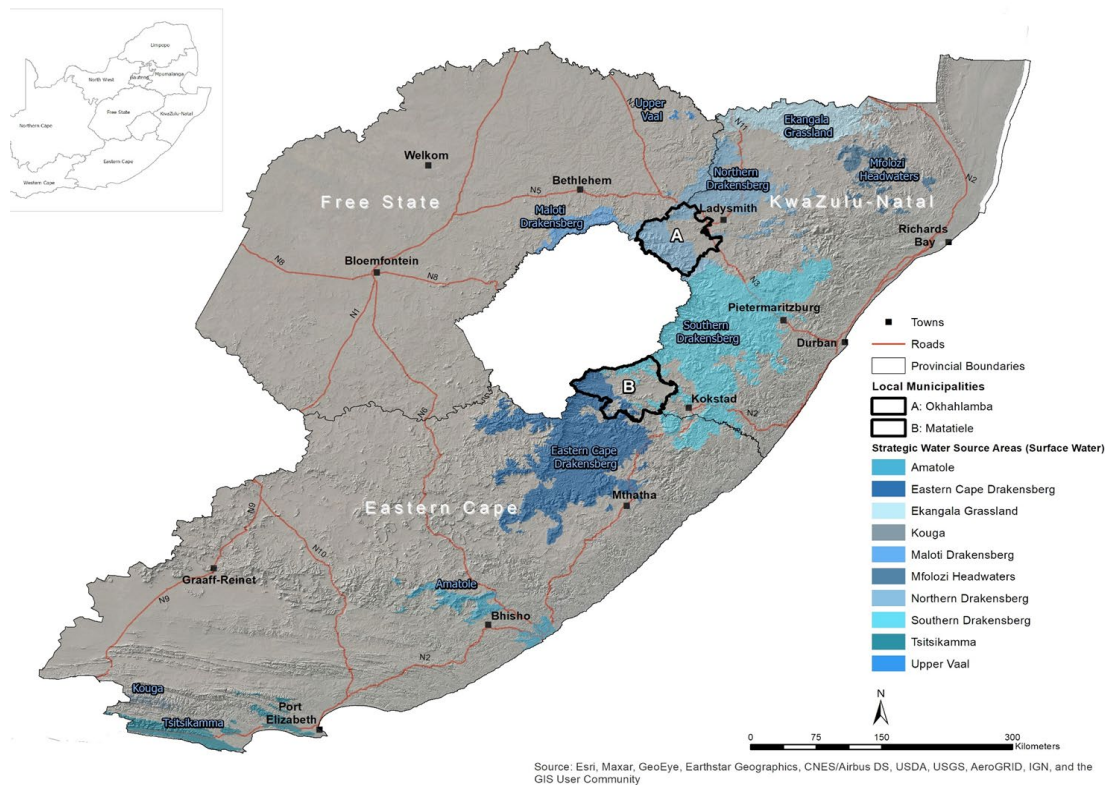 Limpopo
North West
Gauteng
Mpumalanga
Free State
KwaZulu-Natal
Northern Cape
Eastern Cape
Western Cape
Upper
Vaal
Ekangala
Grassland
N11
Welkom
Mfolozi
Headwaters
Northern
Drakensberg
Bethlehem
N5
N2
Free State
KwaZulu-Natal
Maloti
Drakensberg
Ladysmith
A
Richards
Bay
N8
Bloemfontein
N8
N3
N1
Pietermaritzburg
Southern
Drakensberg
Durban
B
Kokstad
N2
N6
Eastern Cape
Drakensberg
Mthatha
Eastern Cape
N9
N10
Graaff-Reinet
Amatole
N9
Bhisho
N2
Kouga
Port
Elizabeth
Tsitsikamma
Towns
Roads
Provincial Boundaries
Local Municipalities
A: Okhahlamba
B: Matatiele
Strategic Water Source Areas (Surface Water)
Amatole
Eastern Cape Drakensberg
Ekangala Grassland
Kouga
Maloti Drakensberg
Mfolozi Headwaters
Northern Drakensberg
Southern Drakensberg
Tsitsikamma
Upper Vaal
N
0 75 150 300
Kilometers
Source: Esri, Maxar, GeoEye, Earthstar Geographics, CNES/Airbus DS, USDA, USGS, AeroGRID, IGN, and the
GIS User Community